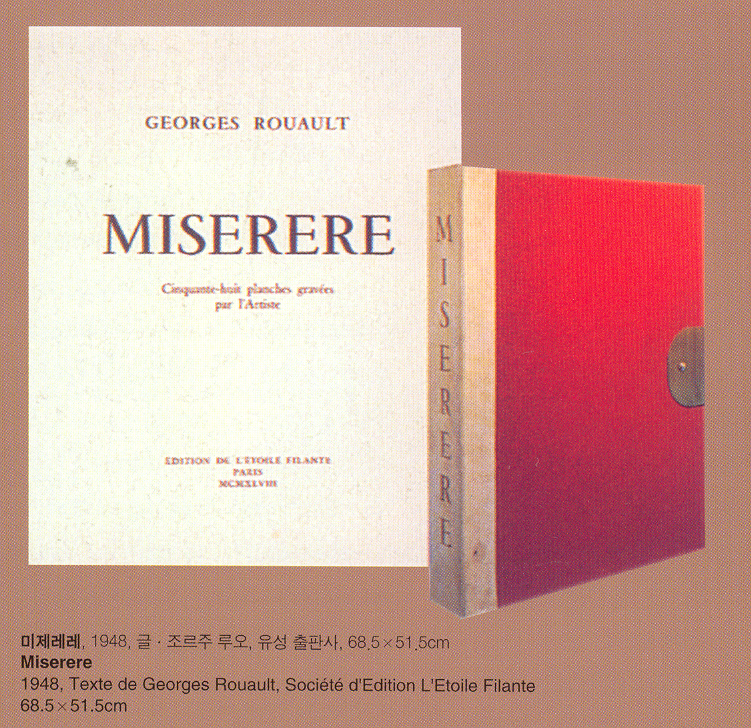 GEORGES ROUAULT
MISERERE
Cinquante-huit planches gravées
par l'Artiste
EDITION DE L'ÉTOILE FILANTE
PARIS
MCMXLVIII
MISERERE
미제레레, 1948, 글 · 조르주 루오, 유성 출판사, 68.5×51.5cm
Miserere
1948, Texte de Georges Rouault, Société d'Edition L'Etoile Filante
68.5×51.5cm